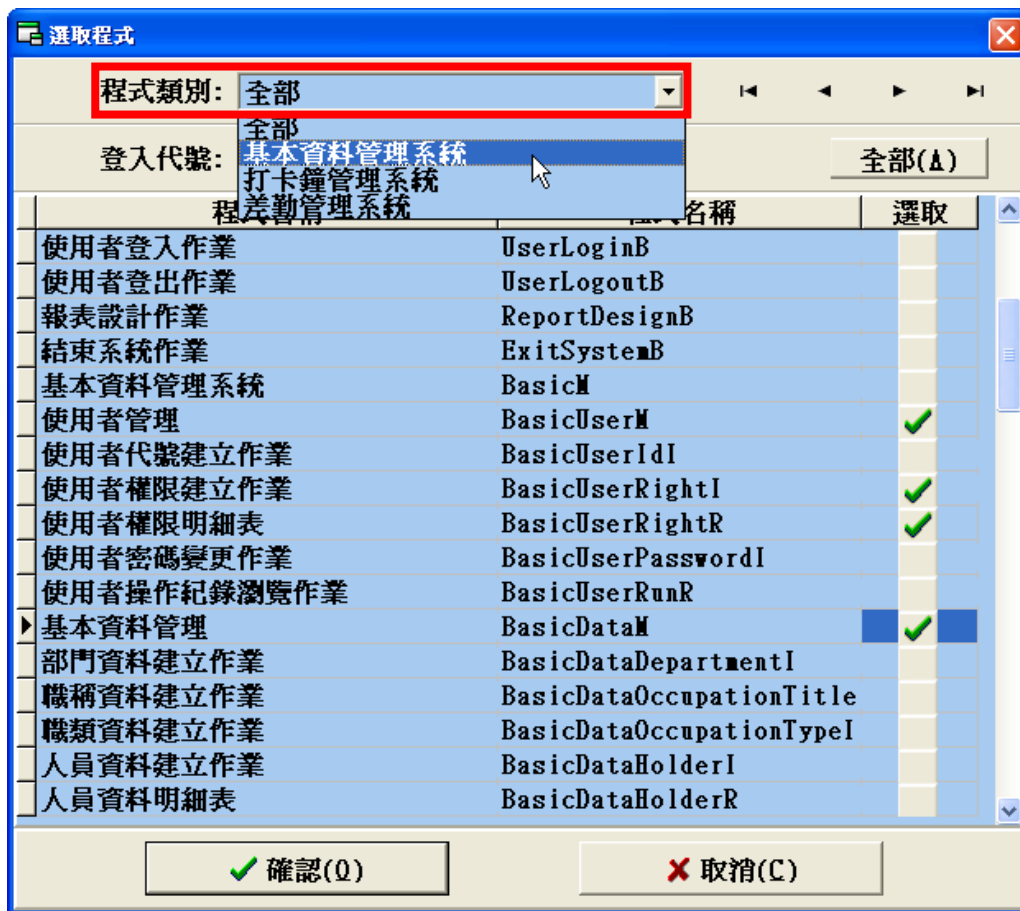 選取程式
程式類別: 全部
全部
登入代號: 基本資料管理系統 全部(A)
打卡鐘管理系統
差勤管理系統
名稱 選取
使用者登入作業 UserLoginB
使用者登出作業 UserLogoutB
報表設計作業 ReportDesignB
結束系統作業 ExitSystemB
基本資料管理系統 BasicM
使用者管理 BasicUserM
使用者代號建立作業 BasicUserIdI
使用者權限建立作業 BasicUserRightI
使用者權限明細表 BasicUserRightR
使用者密碼變更作業 BasicUserPasswordI
使用者操作紀錄瀏覽作業 BasicUserRunR
基本資料管理 BasicDataM
部門資料建立作業 BasicDataDepartmentI
職稱資料建立作業 BasicDataOccupationTitle
職類資料建立作業 BasicDataOccupationTypeI
人員資料建立作業 BasicDataHolderI
人員資料明細表 BasicDataHolderR
確認(O) 取消(C)